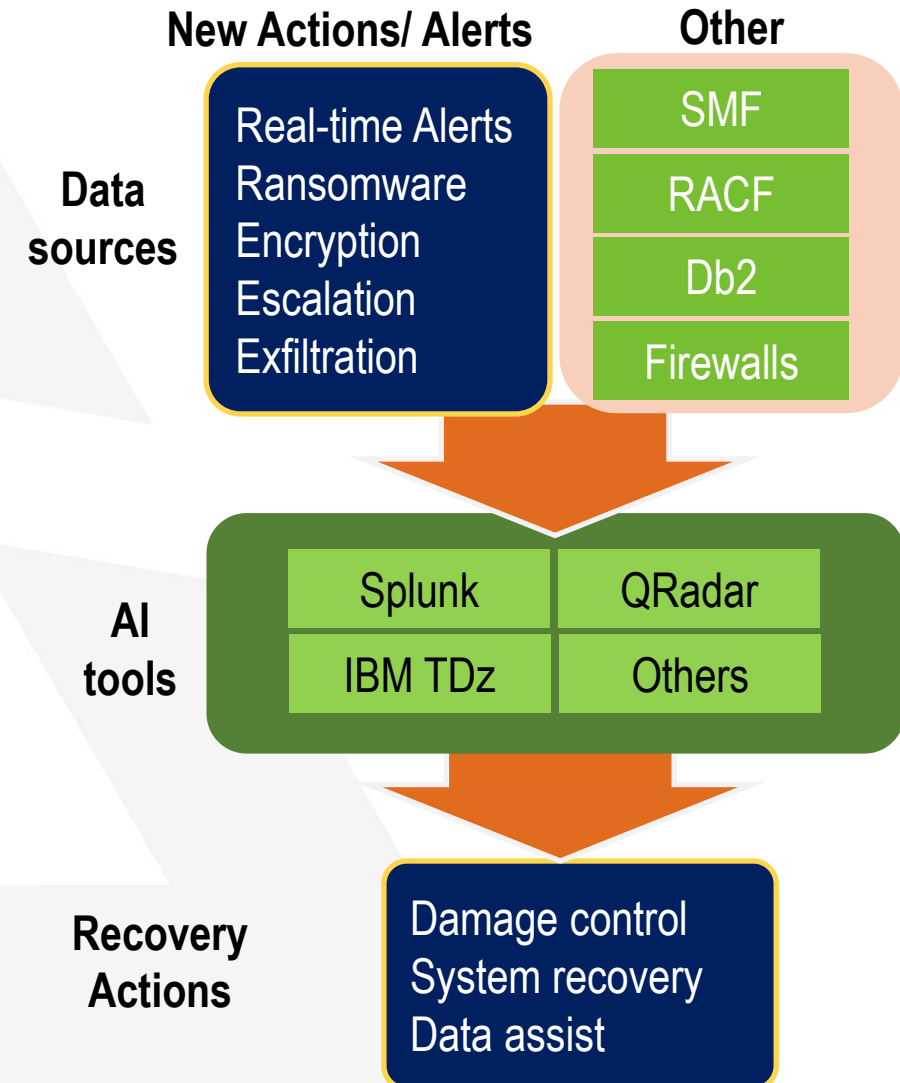 New Actions/ Alerts
Other
Data
sources
Real-time Alerts
Ransomware
Encryption
Escalation
Exfiltration
SMF
RACF
Db2
Firewalls
AI
tools
Splunk
QRadar
IBM TDz
Others
Recovery
Actions
Damage control
System recovery
Data assist